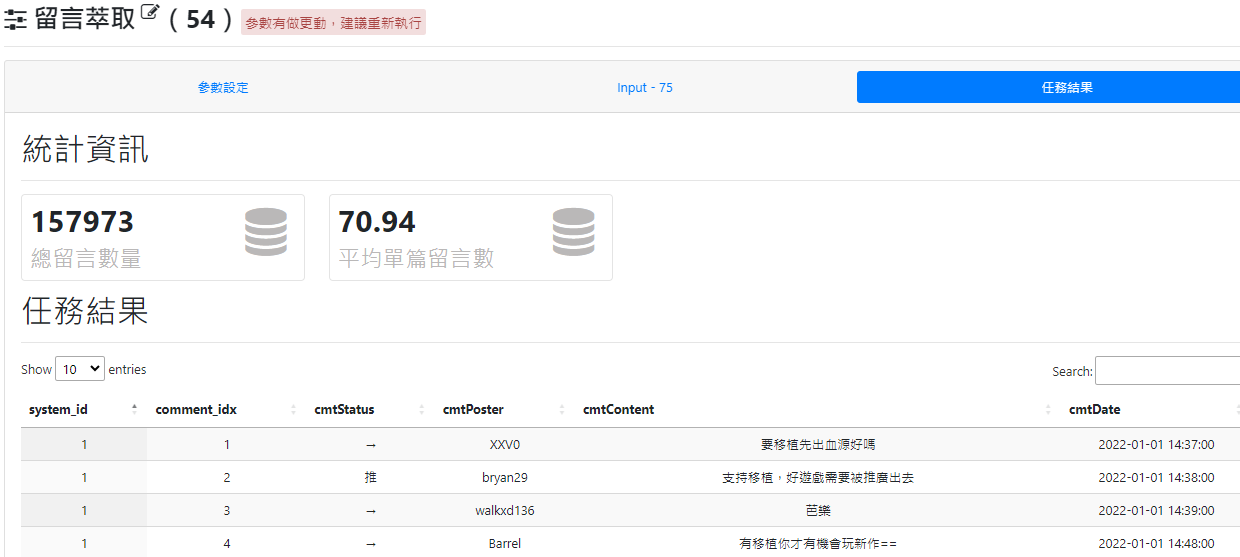 留言萃取 ( 54 ) 參數有做更動，建議重新執行
參數設定 Input - 75 任務結果
統計資訊
157973 70.94
總留言數量 平均單篇留言數
任務結果
Show 10 entries Search:
system_id comment_idx cmtStatus cmtPoster cmtContent cmtDate
1 1 → XXV0 要移植先出血源好嗎 2022-01-01 14:37:00
1 2 推 bryan29 支持移植，好遊戲需要被推廣出去 2022-01-01 14:38:00
1 3 → walkxd136 芭樂 2022-01-01 14:39:00
1 4 → Barrel 有移植你才有機會玩新作== 2022-01-01 14:48:00